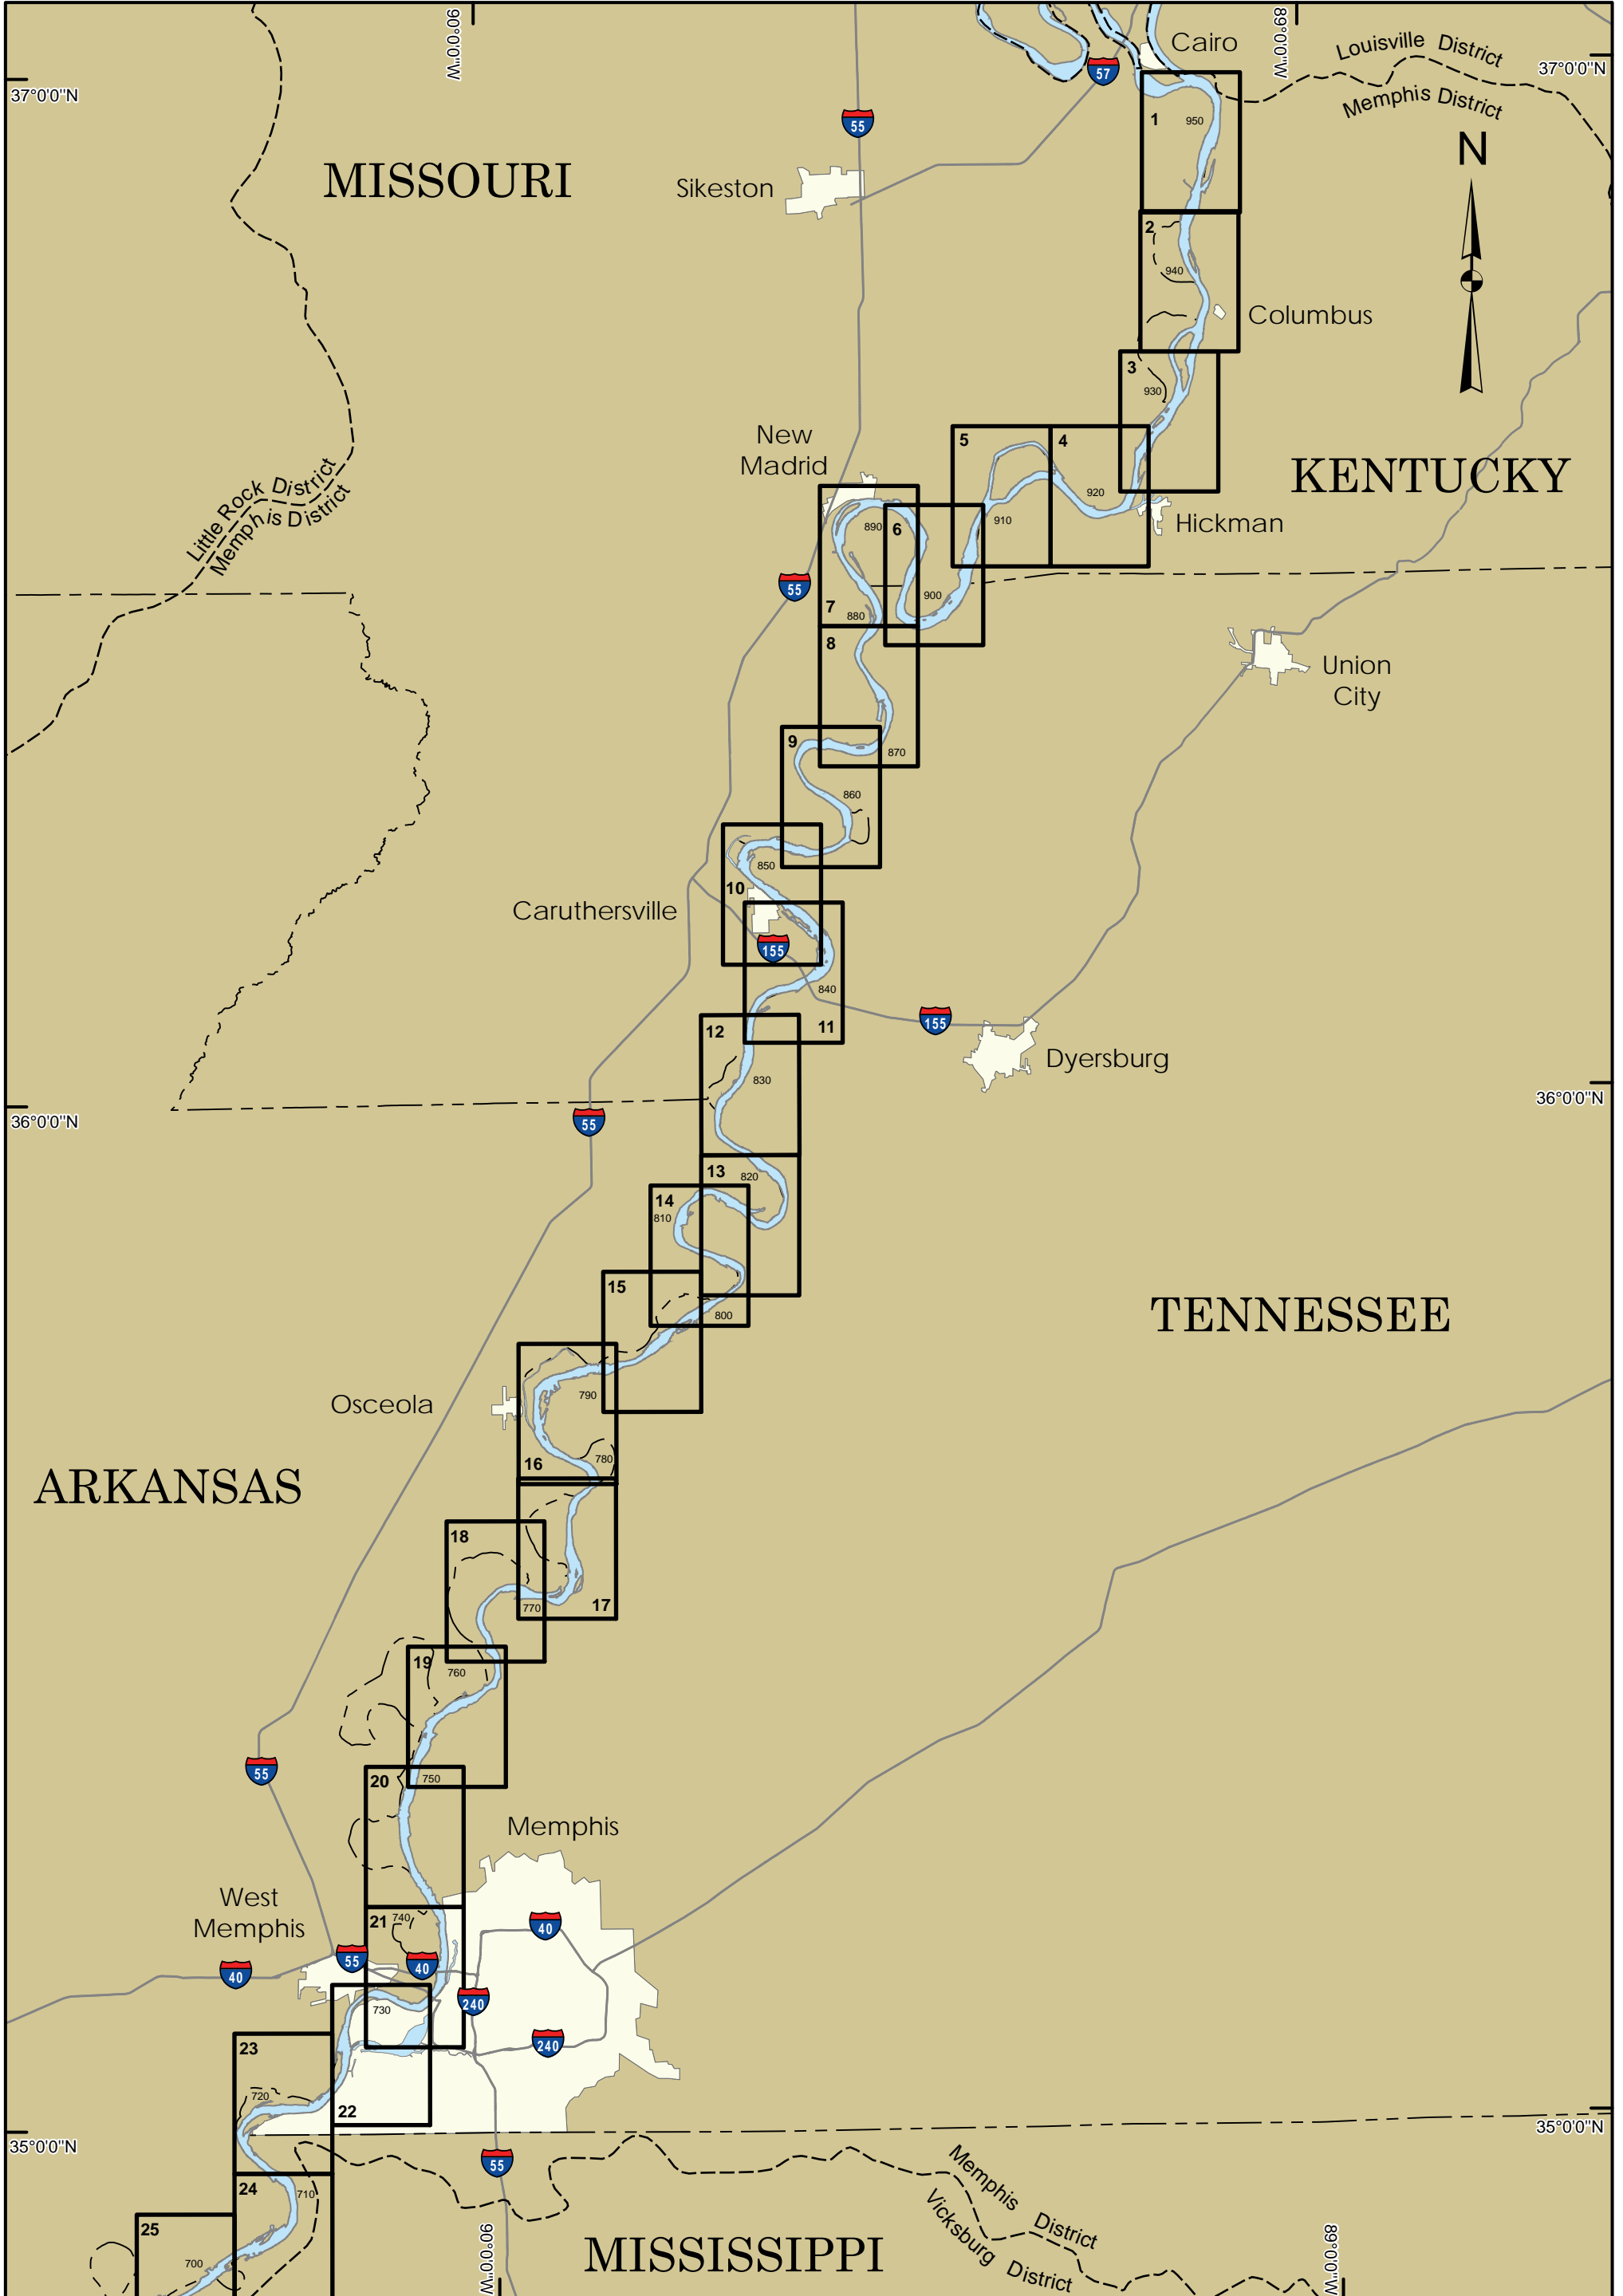 90°0'0"W
89°0'0"W
Cairo
Louisville District
Memphis District
37°0'0"N
37°0'0"N
57
55
1
950
N
MISSOURI
Sikeston
2
940
Columbus
3
930
New
Madrid
5
4
920
KENTUCKY
Hickman
Little Rock District
Memphis District
890
6
910
55
7
880
900
8
Union
City
9
870
860
850
10
Caruthersville
155
840
11
155
12
Dyersburg
830
36°0'0"N
36°0'0"N
55
13
820
14
810
15
800
TENNESSEE
790
Osceola
780
16
ARKANSAS
18
17
770
19
760
55
20
750
Memphis
West
Memphis
21
740
40
55
40
40
240
730
240
23
720
22
35°0'0"N
35°0'0"N
55
24
710
25
700
Memphis District
Vicksburg District
MISSISSIPPI
90°0'0"W
89°0'0"W